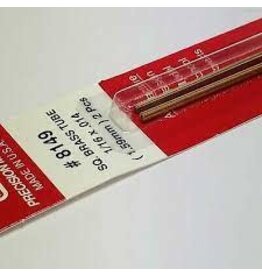 # 8149
SQ. BRASS TUBE
1/16 x .014
(1.59mm) 2 Pcs
PRECISION
MADE IN U.S.A.